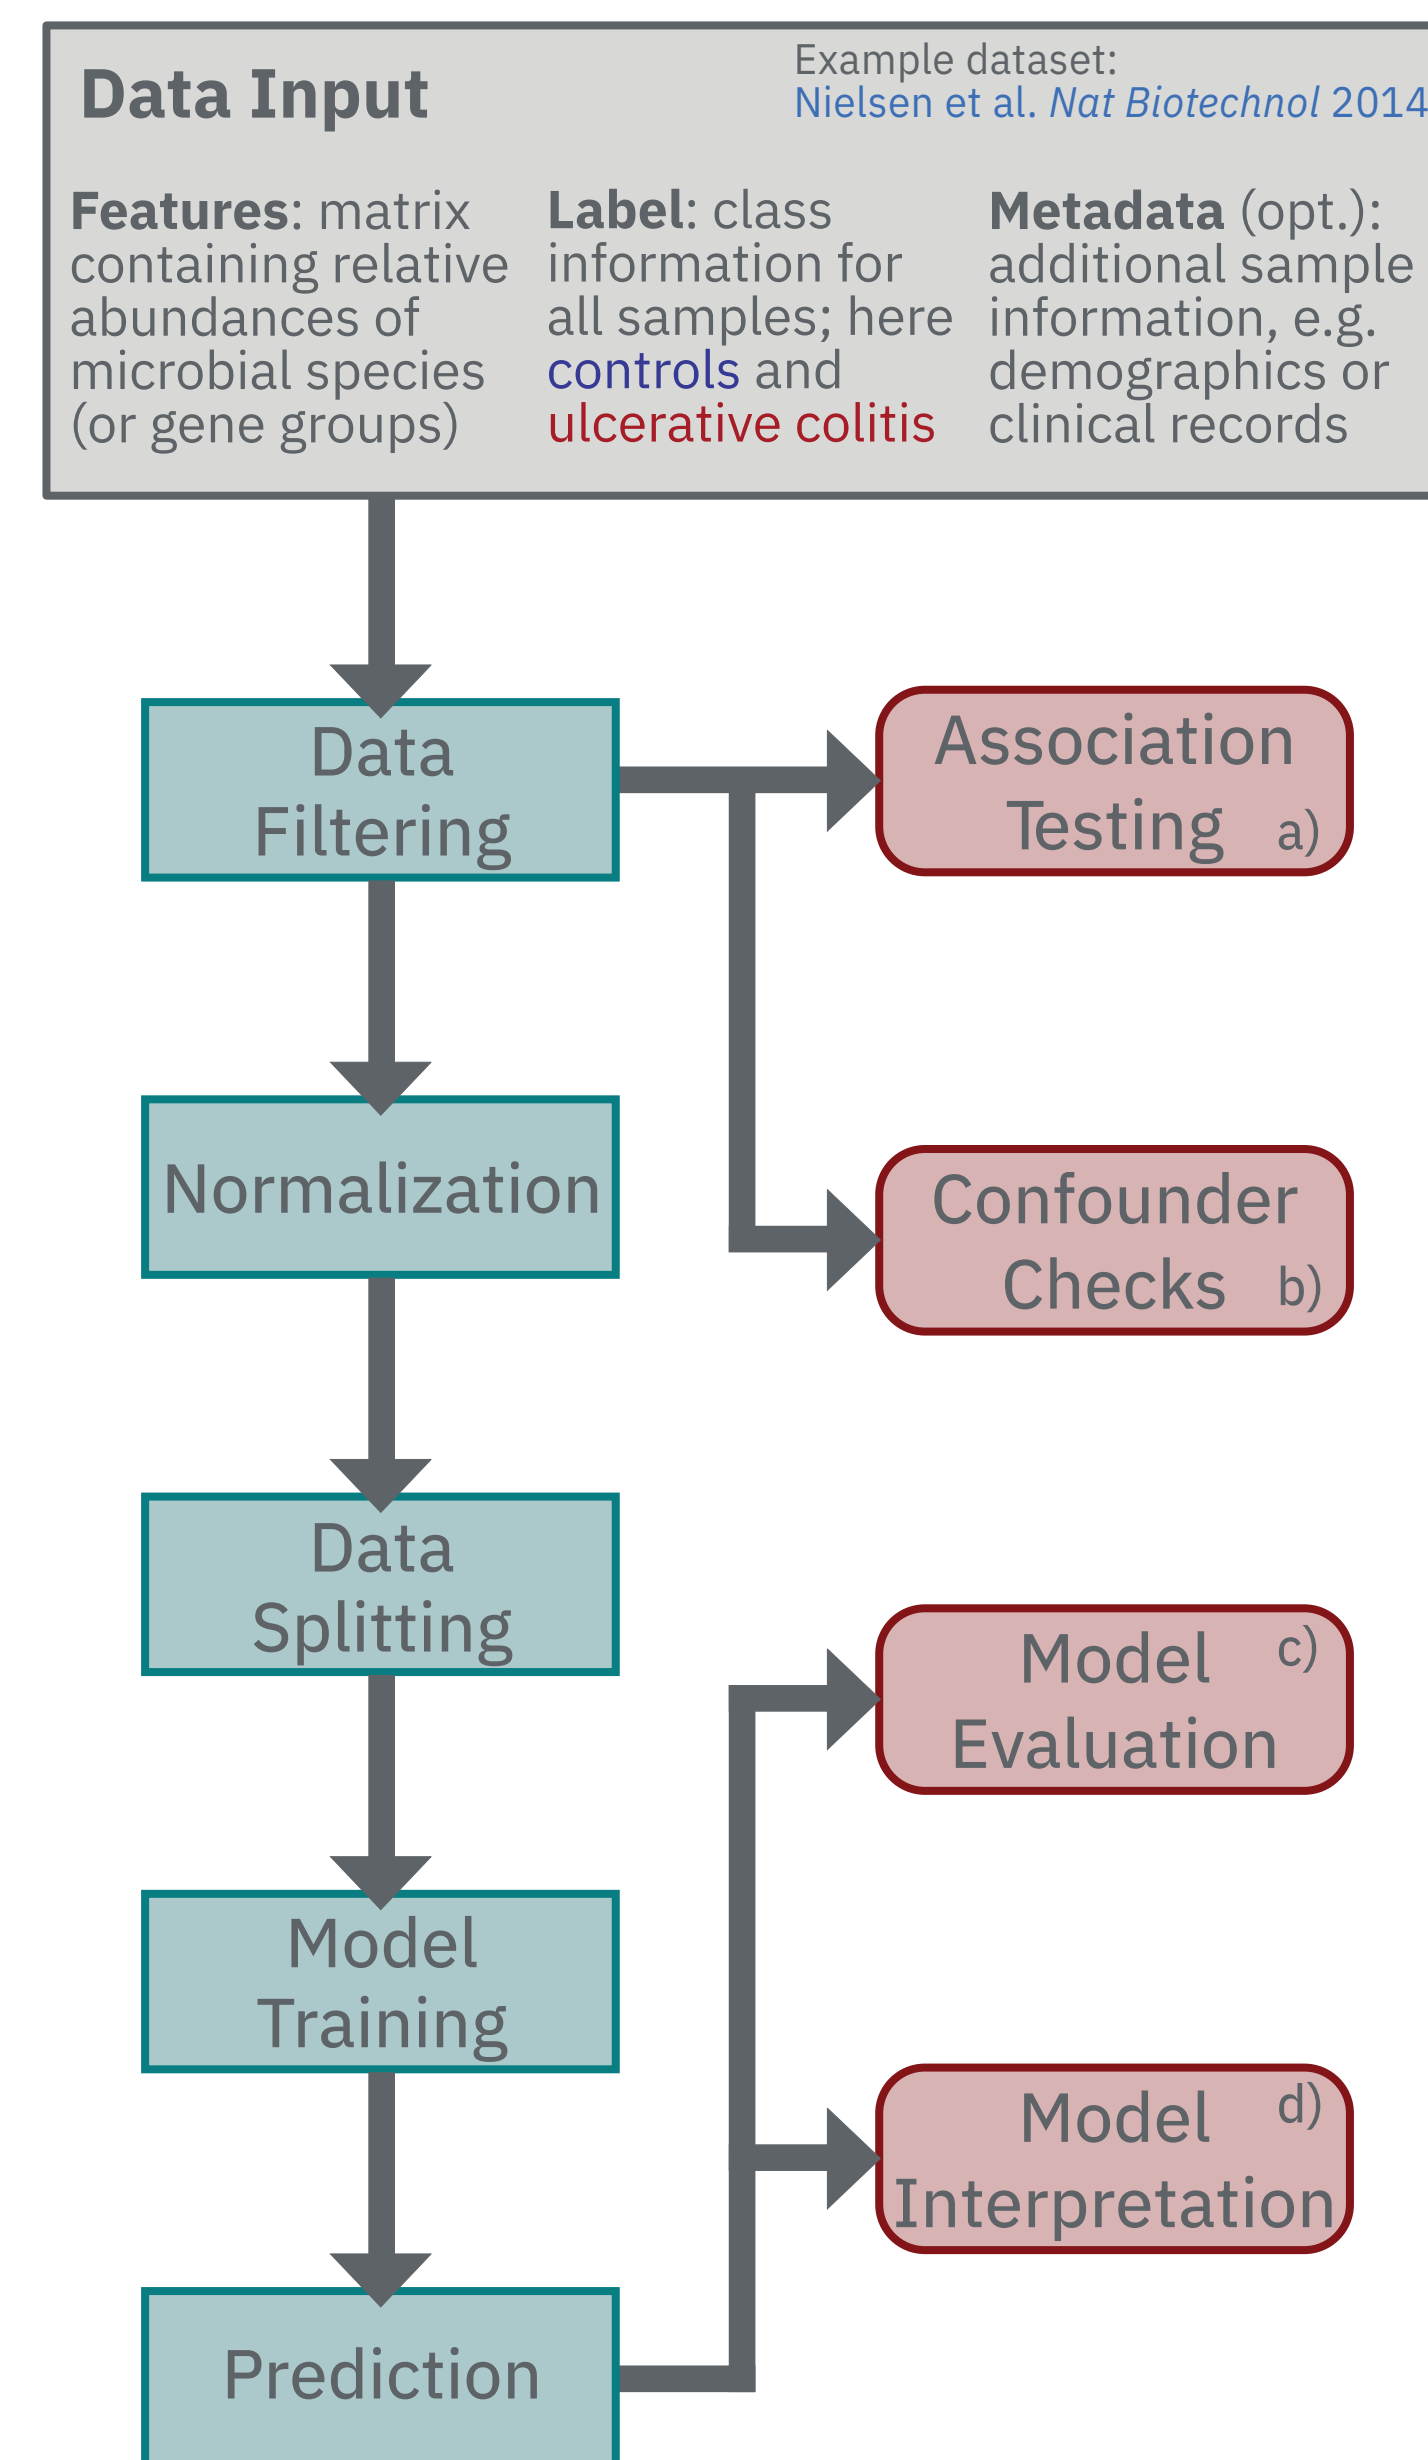 Data Input
Example dataset:
Nielsen et al. Nat Biotechnol 2014
Features: matrix
containing relative
abundances of
microbial species
(or gene groups)
Label: class
information for
all samples; here
controls and
ulcerative colitis
Metadata (opt.):
additional sample
information, e.g.
demographics or
clinical records
Data
Filtering
Association
Testing a)
Normalization
Confounder
Checks b)
Data
Splitting
Model c)
Evaluation
Model
Training
Model d)
Interpretation
Prediction